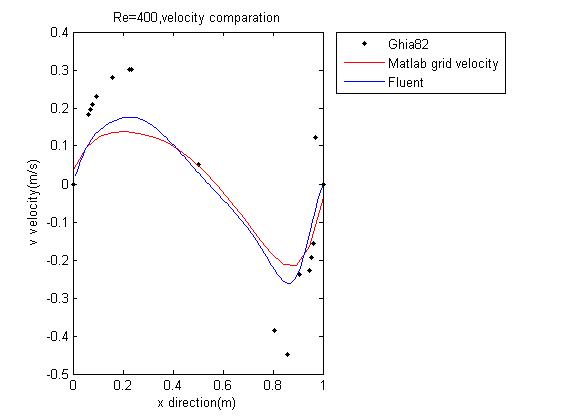 Re=400,velocity comparation
Ghia82
Matlab grid velocity
Fluent
0.4
0.3
0.2
0.1
0
-0.1
-0.2
-0.3
-0.4
-0.5
v velocity(m/s)
0 0.2 0.4 0.6 0.8 1
x direction(m)